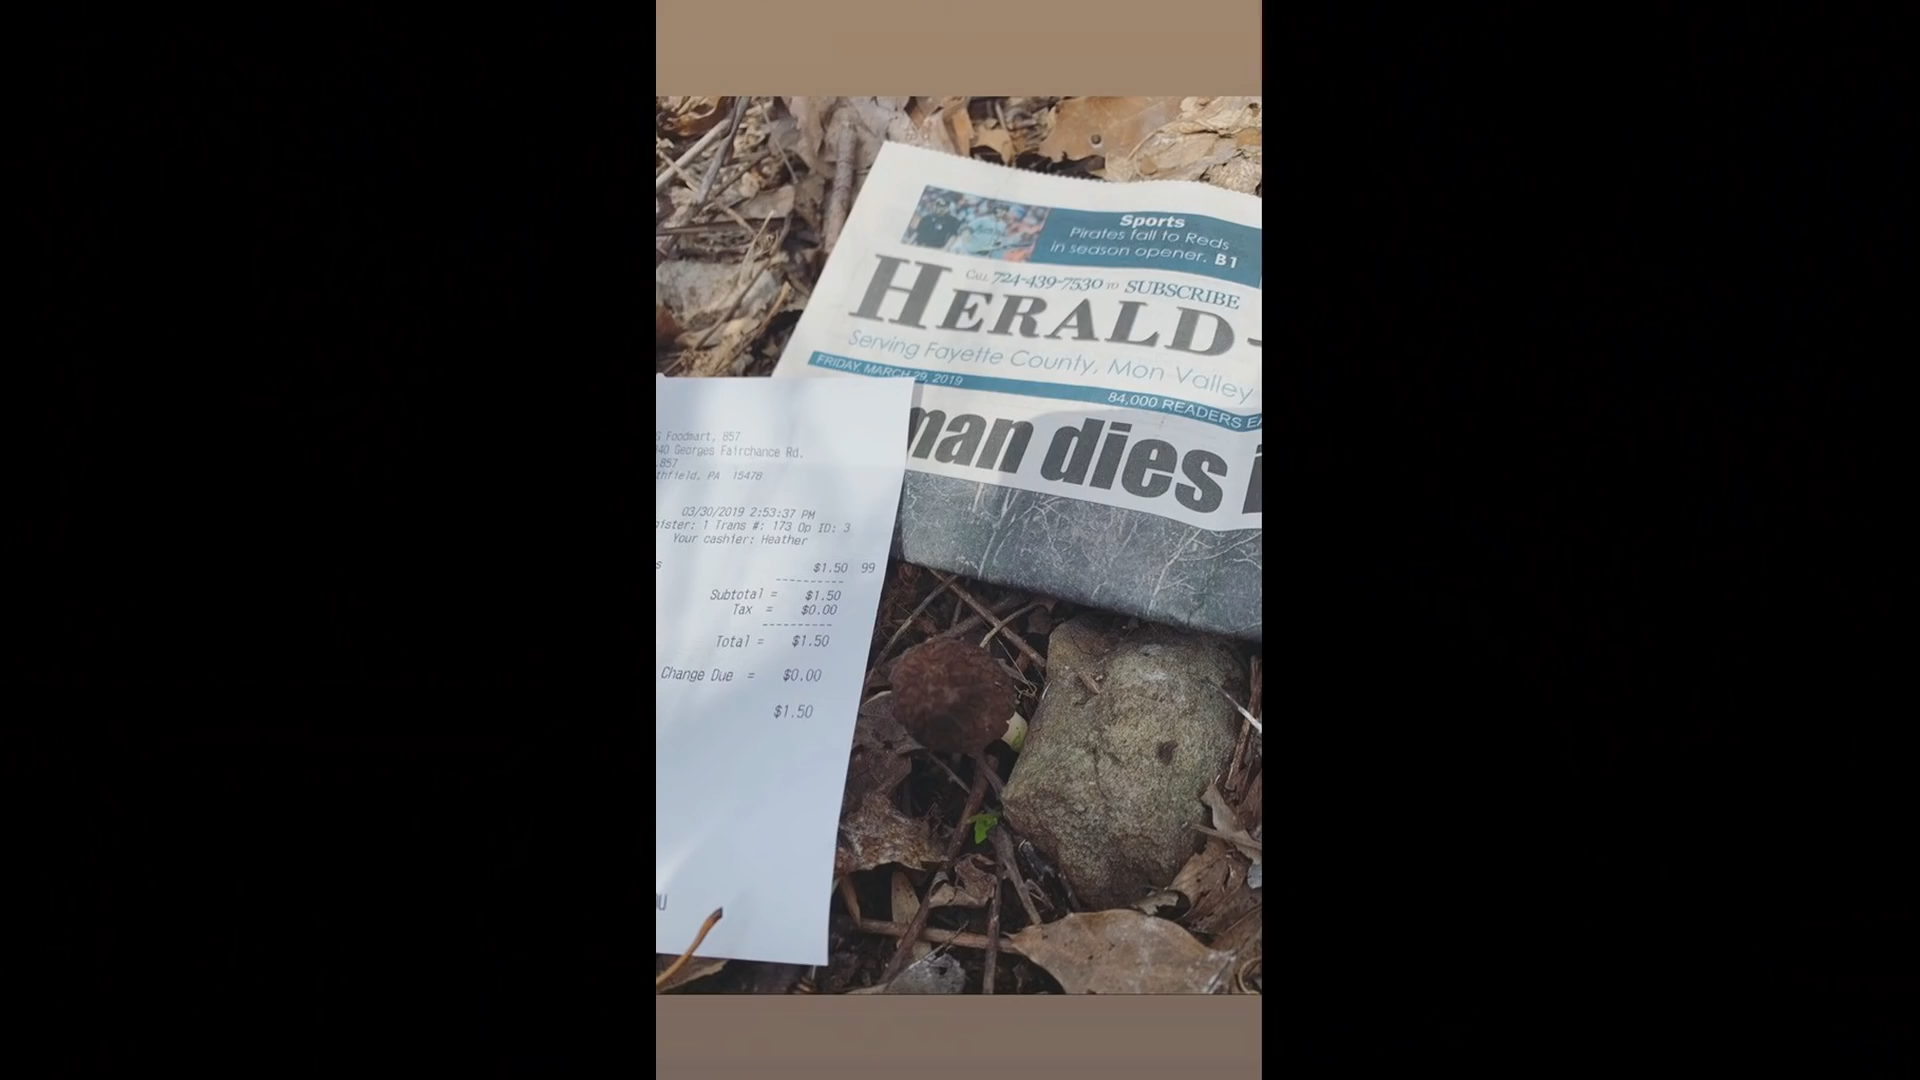 Sports
Pirates fall to Reds
in season opener. B1
CALL 724-439-7530 TO SUBSCRIBE
HERALD-
Serving Fayette County, Mon Valley
FRIDAY, MARCH 29, 2019
84,000 READERS
man dies
Foodmart, 857
40 Georges Fairchance Rd.
857
thfield, PA 15478
03/30/2019 2:53:37 PM
ister: 1 Trans #: 173 Op ID: 3
Your cashier: Heather
s $1.50 99
Subtotal = $1.50
Tax = $0.00
Total = $1.50
Change Due = $0.00
$1.50